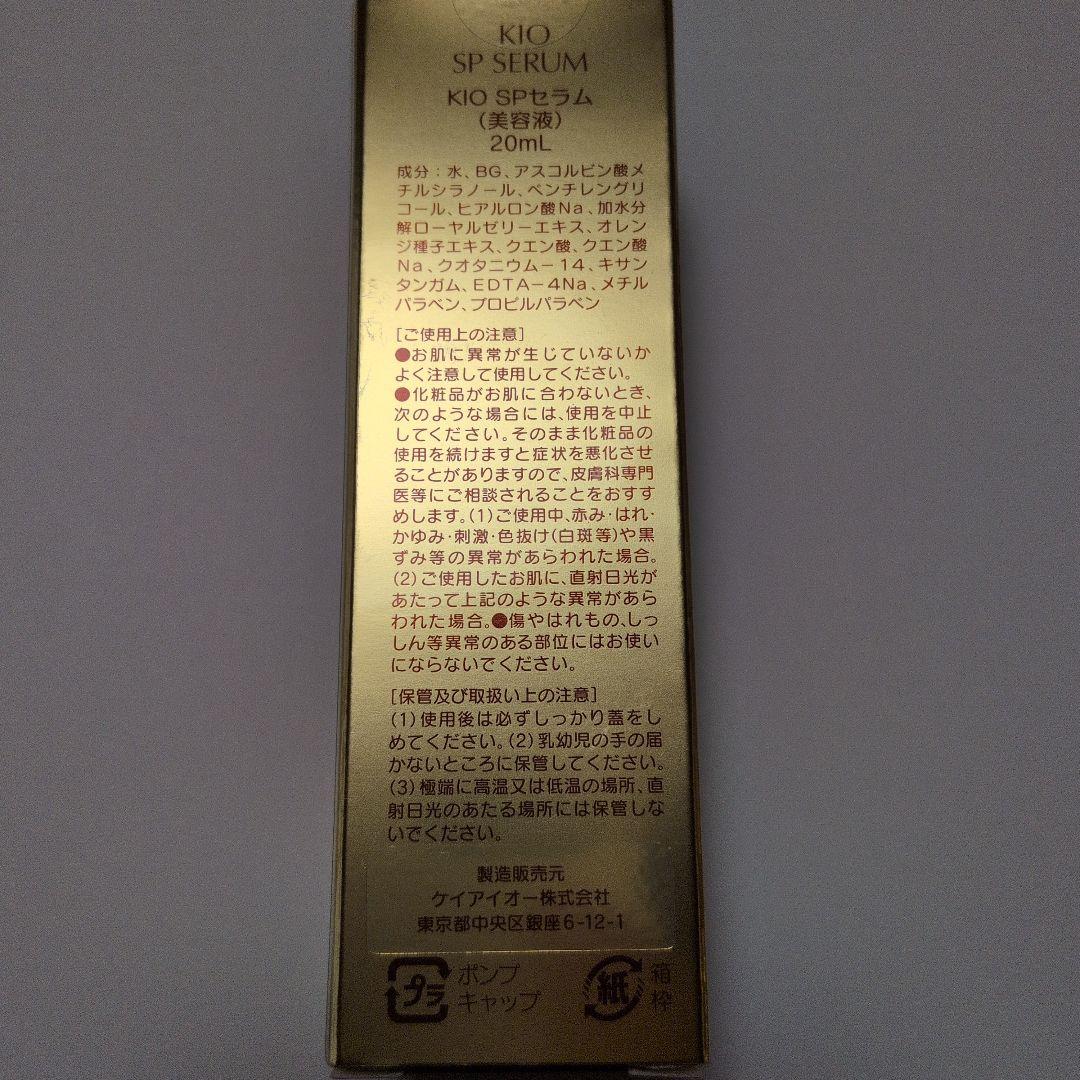 KIO
SP SERUM
KIO SPセラム
（美容液）
20mL
成分：水、BG、アスコルビン酸メ
チルシラノール、ペンチレングリ
コール、ヒアルロン酸Na、加水分
解ローヤルゼリーエキス、オレン
ジ種子エキス、クエン酸、クエン酸
Na、クオタニウムー14、キサン
タンガム、EDTAー4Na、メチル
パラベン、プロピルパラベン
［ご使用上の注意］
●お肌に異常が生じていないか
よく注意して使用してください。
●化粧品がお肌に合わないとき、
次のような場合には、使用を中止
してください。そのまま化粧品の
使用を続けますと症状を悪化させ
ることがありますので、皮膚科専門
医等にご相談されることをおすす
めします。（1）ご使用中、赤み・はれ・
かゆみ・刺激・色抜け（白斑等）や黒
ずみ等の異常があらわれた場合。
（2）ご使用したお肌に、直射日光が
あたって上記のような異常があら
われた場合。●傷やはれもの、しっ
しん等異常のある部位にはお使い
にならないでください。
［保管及び取扱い上の注意］
（1）使用後は必ずしっかり蓋をし
めてください。（2）乳幼児の手の届
かないところに保管してください。
（3）極端に高温又は低温の場所、直
射日光のあたる場所には保管しな
いでください。
製造販売元
ケイアイオー株式会社
東京都中央区銀座6-12-1
プラ ポンプ キャップ
紙 箱 枠